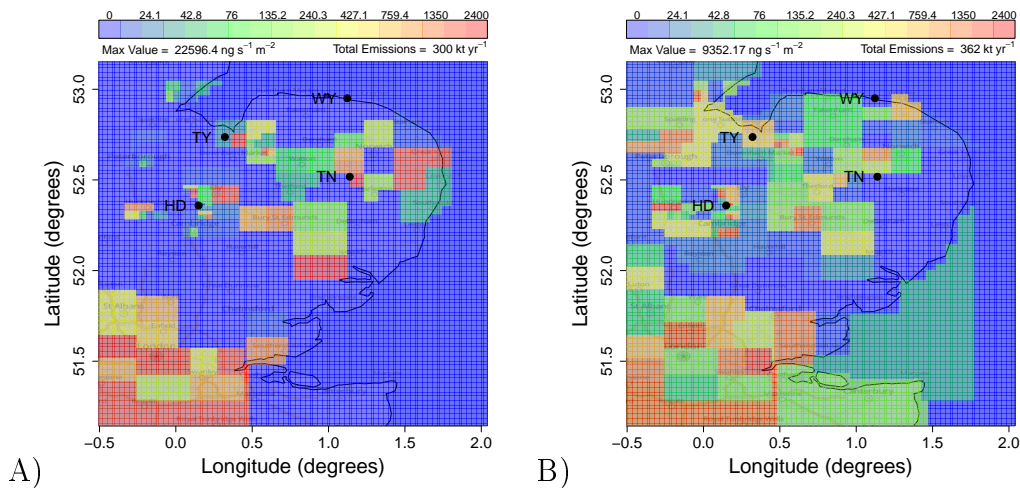 0 24.1 42.8 76 135.2 240.3 427.1 759.4 1350 2400
Max Value = 22596.4 ng s⁻¹ m⁻² Total Emissions = 300 kt yr⁻¹
53.0
52.5
52.0
51.5
Latitude (degrees)
WY
TY
TN
HD
−0.5 0.0 0.5 1.0 1.5 2.0
Longitude (degrees)
A)
0 24.1 42.8 76 145.2 240.3 427.1 759.4 1350 2400
Max Value = 9352.17 ng s⁻¹ m⁻² Total Emissions = 362 kt yr⁻¹
53.0
52.5
52.0
51.5
Latitude (degrees)
WY
TY
TN
HD
Canterbury
−0.5 0.0 0.5 1.0 1.5
Longitude (degrees)
B)